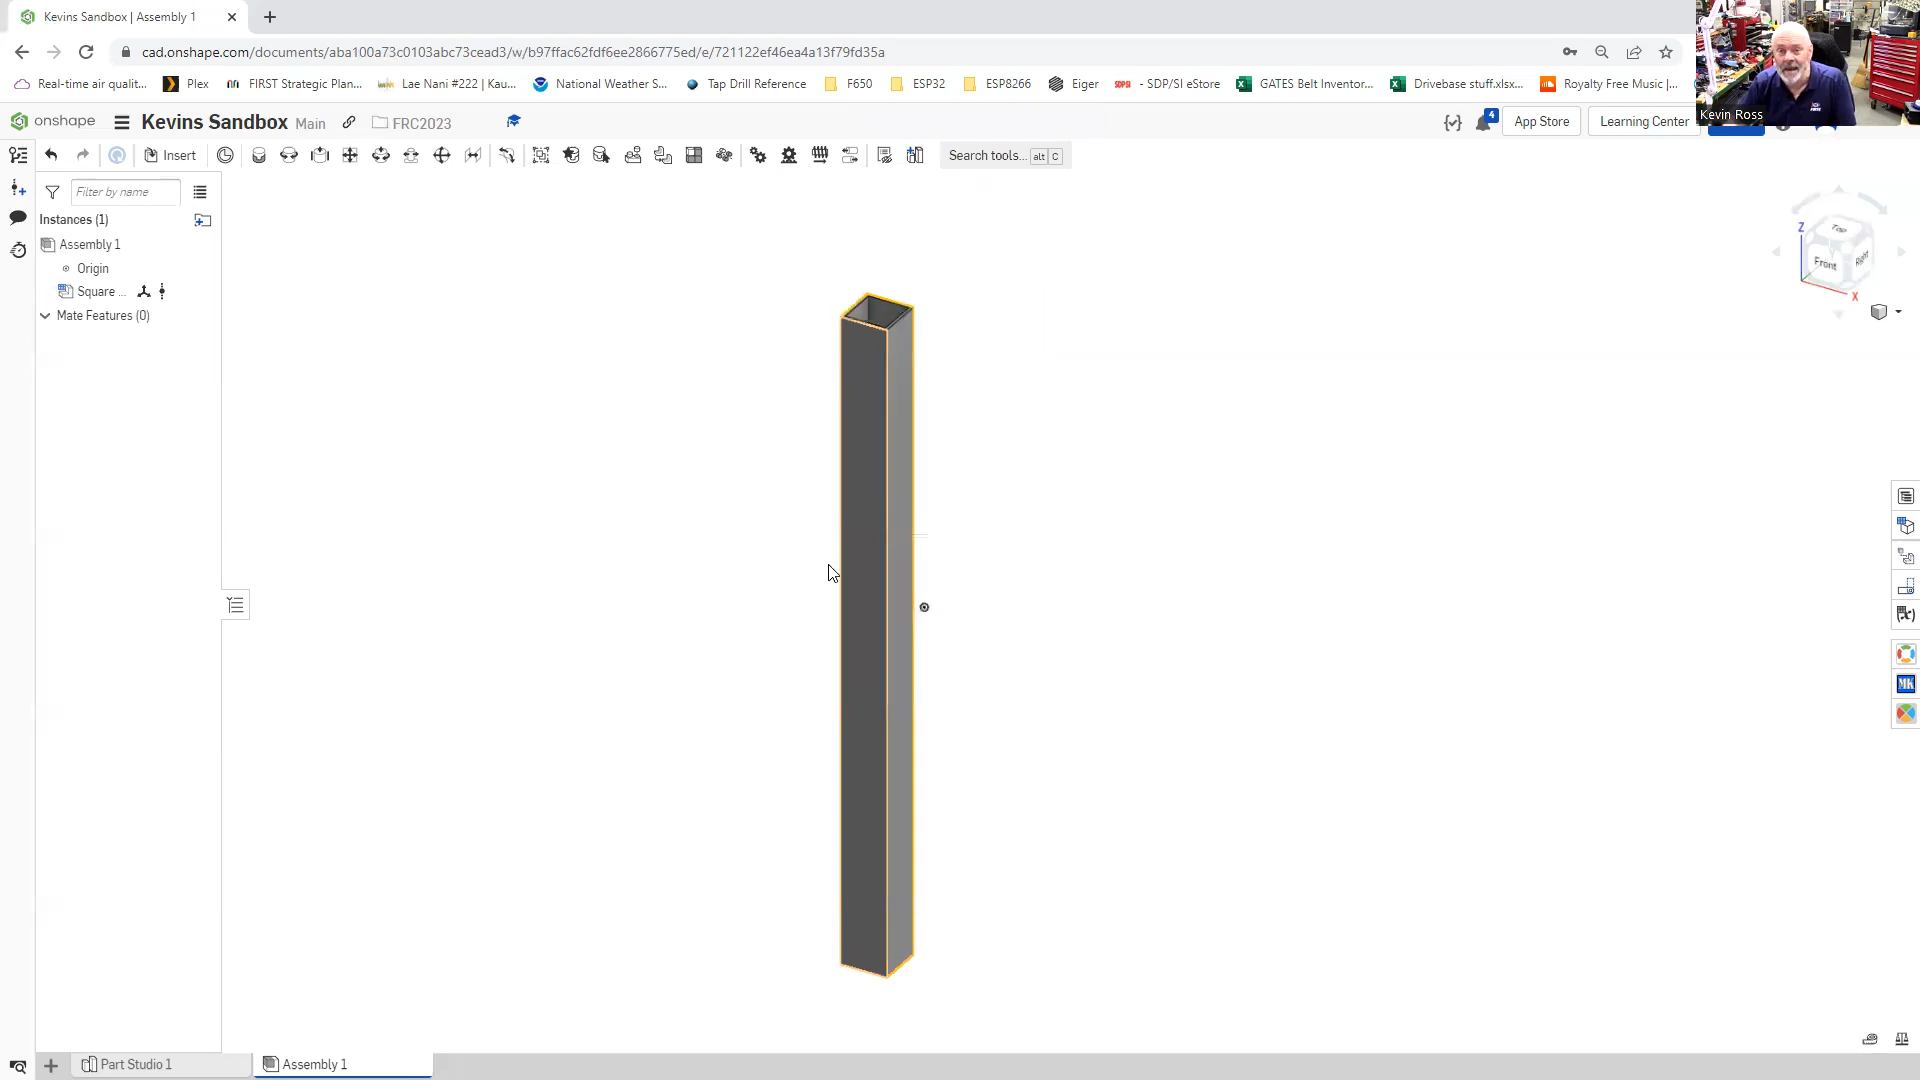 Kevins Sandbox | Assembly 1
cad.onshape.com/documents/aba100a73c0103abc73cead3/w/b97ffac62fdf6ee2866775ed/e/721122ef46ea4a13f79fd35a
Real-time air qualit...
Plex
FIRST Strategic Plan...
Lae Nani #222 | Kau...
National Weather S...
Tap Drill Reference
F650
ESP32
ESP8266
Eiger
- SDP/SI eStore
GATES Belt Inventor...
Drivebase stuff.xlsx...
Royalty Free Music |...
Kevin Ross
onshape
Kevins Sandbox
Main
FRC2023
4
App Store
Learning Center
Insert
Search tools...
alt
C
Filter by name
Instances (1)
Assembly 1
Origin
Square ...
Mate Features (0)
Z
Top
Front
Right
X
MK
Part Studio 1
Assembly 1